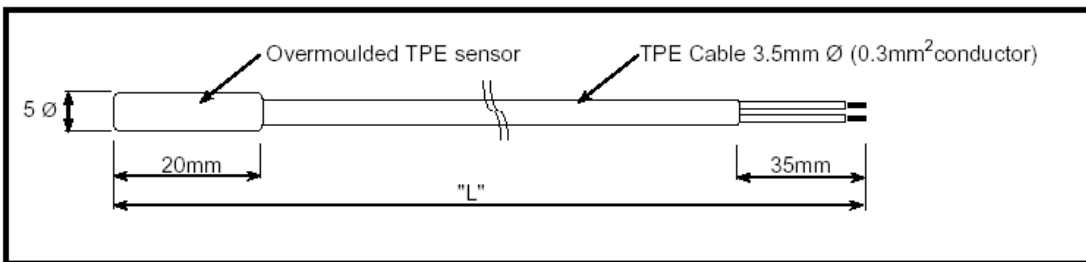 Overmoulded TPE sensor
TPE Cable 3.5mm Ø (0.3mm²conductor)
5 Ø
20mm
35mm
"L"